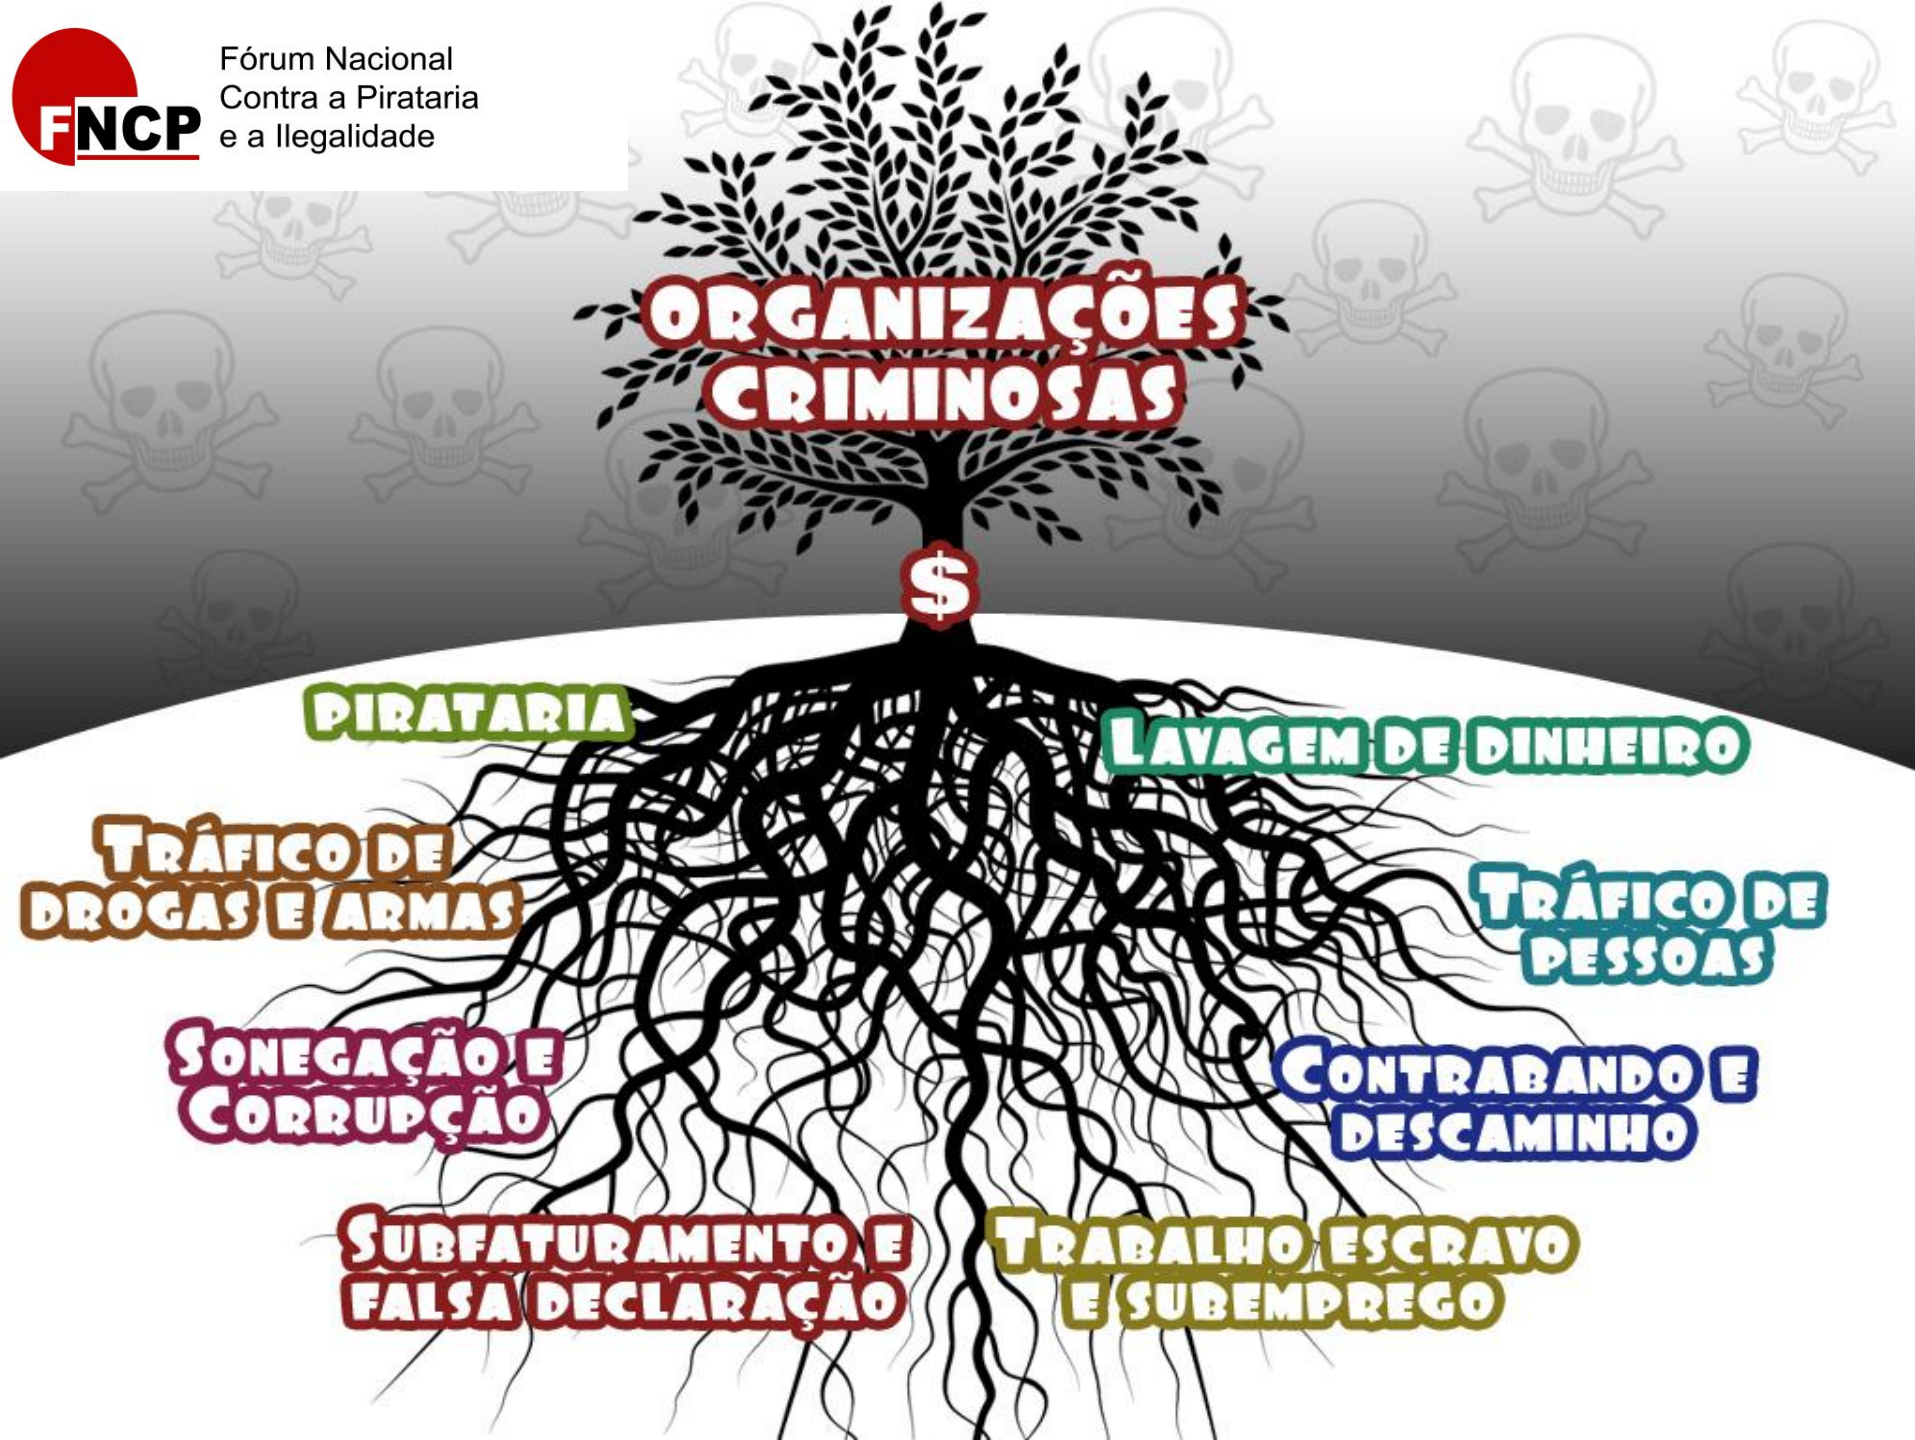 FNCP
Fórum Nacional
Contra a Pirataria
e a Ilegalidade
ORGANIZAÇÕES
CRIMINOSAS
$
PIRATARIA
LAVAGEM DE DINHEIRO
TRÁFICO DE
DROGAS E ARMAS
TRÁFICO DE
PESSOAS
SONEGAÇÃO E
CORRUPÇÃO
CONTRABANDO E
DESCAMINHO
SUBFATURAMENTO E
FALSA DECLARAÇÃO
TRABALHO ESCRAVO
E SUBEMPREGO